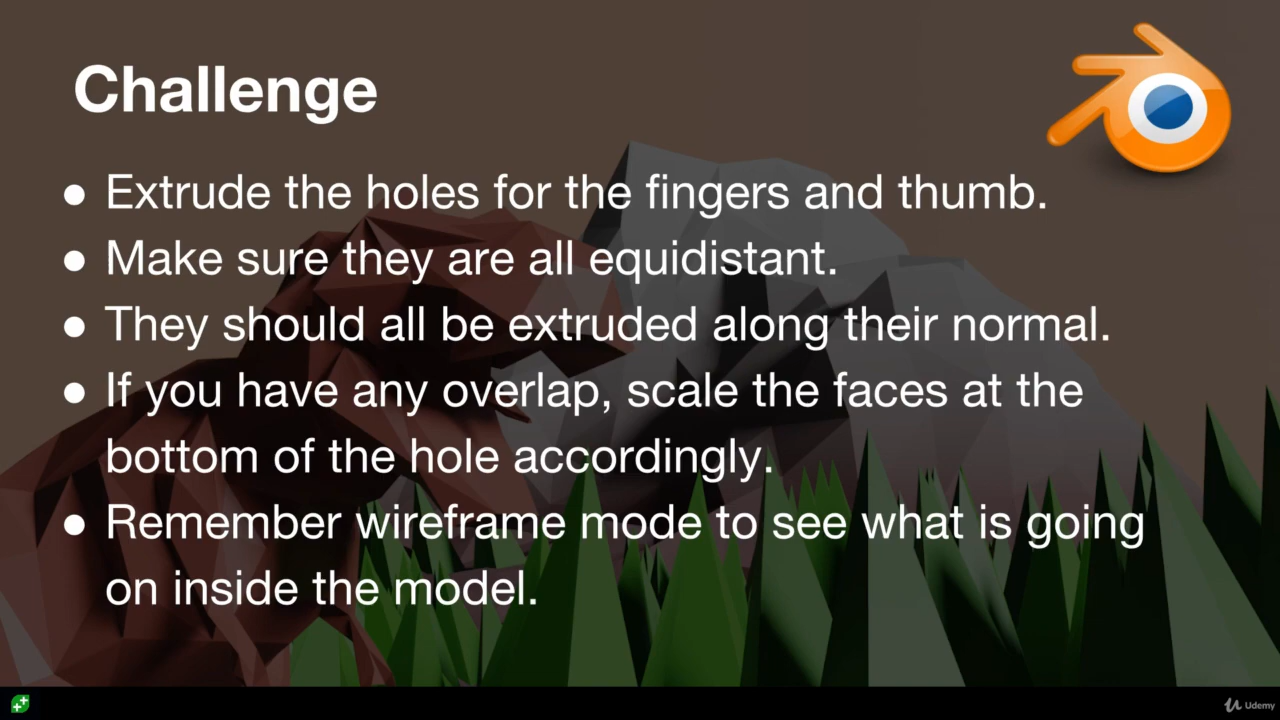 Challenge
● Extrude the holes for the fingers and thumb.
● Make sure they are all equidistant.
● They should all be extruded along their normal.
● If you have any overlap, scale the faces at the
bottom of the hole accordingly.
● Remember wireframe mode to see what is going
on inside the model.
Udemy